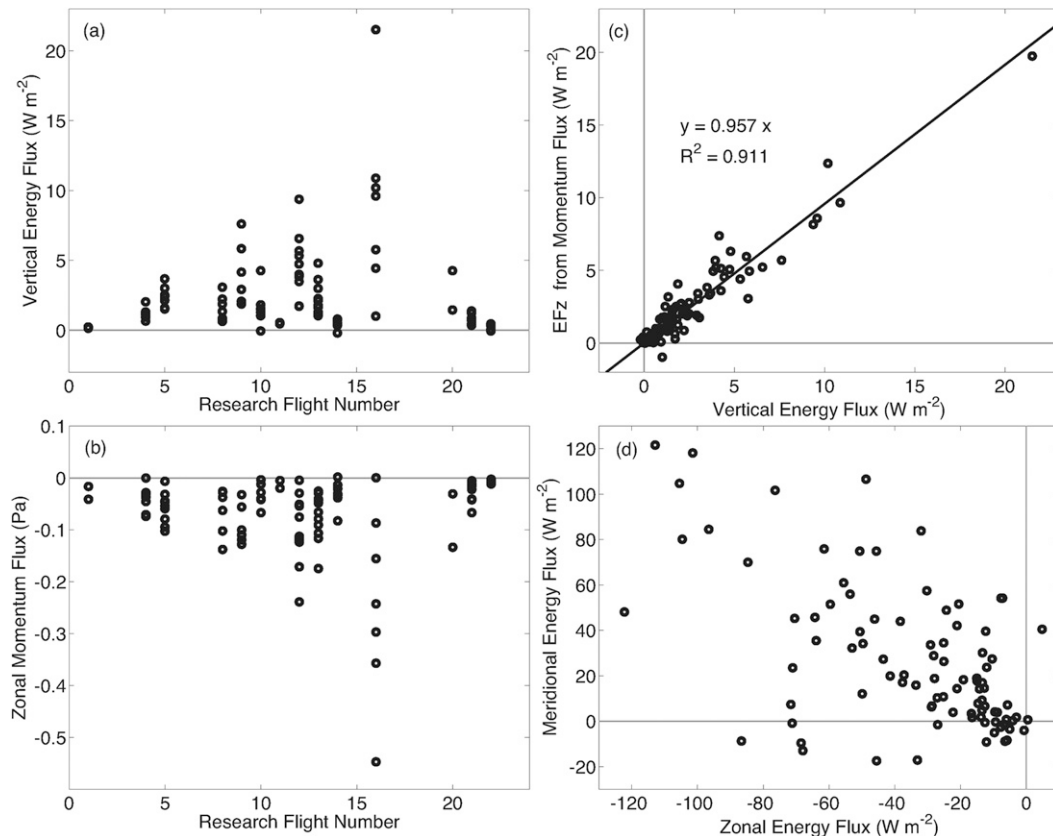 (a)
Vertical Energy Flux (W m⁻²)
20
15
10
5
0
0 5 10 15 20
Research Flight Number
(b)
Zonal Momentum Flux (Pa)
0.1
0
-0.1
-0.2
-0.3
-0.4
-0.5
0 5 10 15 20
Research Flight Number
(c)
EFz from Momentum Flux (W m⁻²)
y = 0.957 x
R² = 0.911
20
15
10
5
0
0 5 10 15 20
Vertical Energy Flux (W m⁻²)
(d)
Meridional Energy Flux (W m⁻²)
120
100
80
60
40
20
0
-20
-120 -100 -80 -60 -40 -20 0
Zonal Energy Flux (W m⁻²)